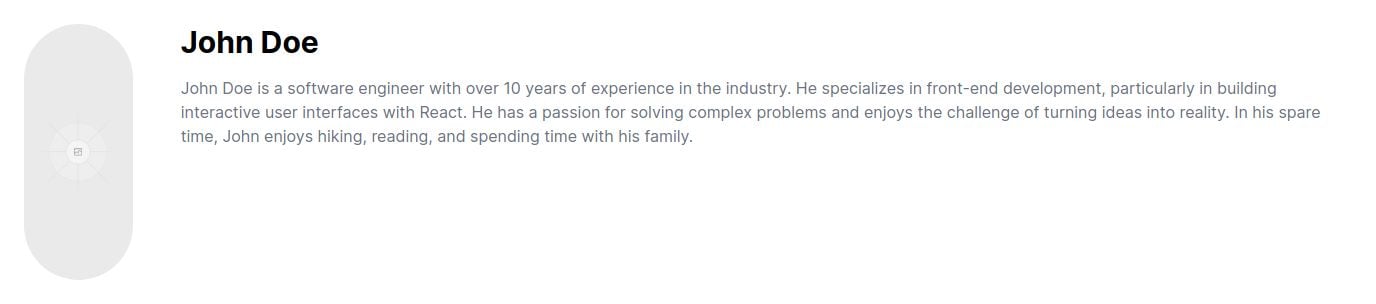 John Doe
John Doe is a software engineer with over 10 years of experience in the industry. He specializes in front-end development, particularly in building
interactive user interfaces with React. He has a passion for solving complex problems and enjoys the challenge of turning ideas into reality. In his spare
time, John enjoys hiking, reading, and spending time with his family.